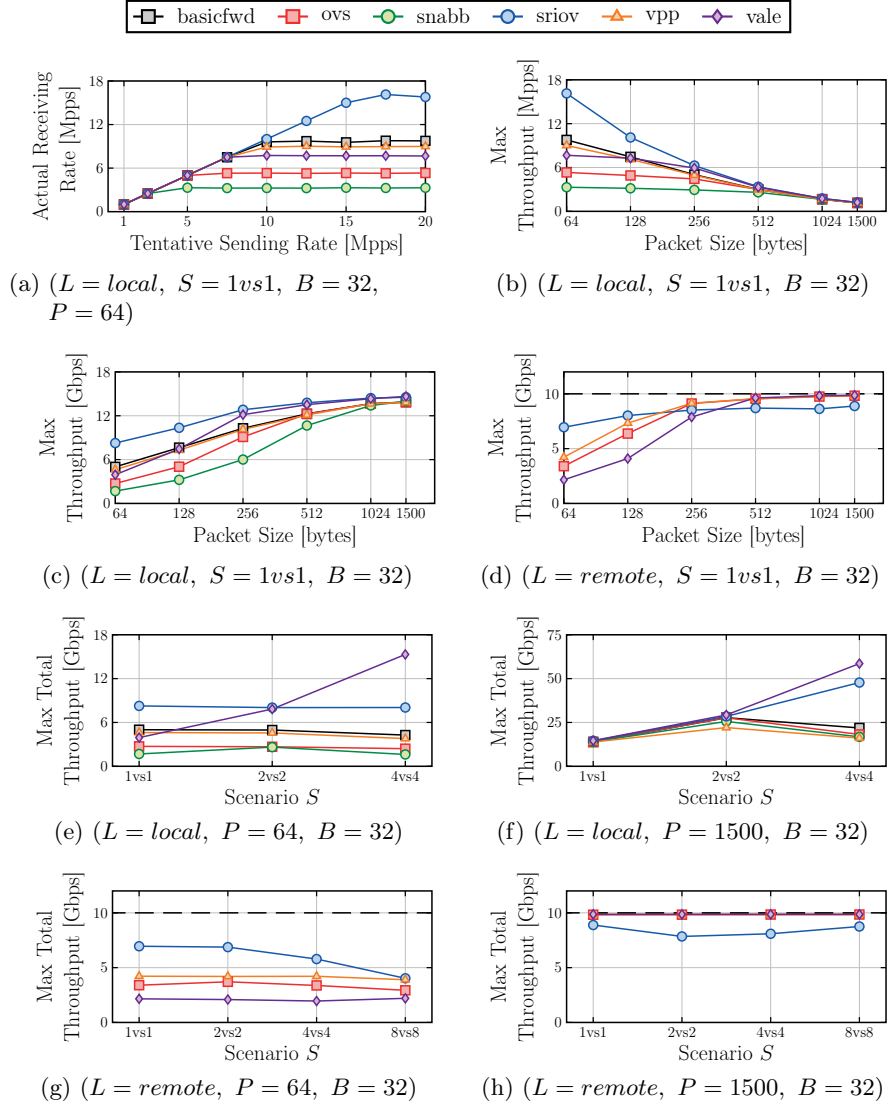 basicfwd ovs snabb sriov vpp vale
Actual Receiving
Rate [Mpps]
18
12
6
0
1 5 10 15 20
Tentative Sending Rate [Mpps]
(a) (L = local, S = 1vs1, B = 32,
P = 64)
Max
Throughput [Mpps]
18
12
6
0
64 128 256 512 1024 1500
Packet Size [bytes]
(b) (L = local, S = 1vs1, B = 32)
Max
Throughput [Gbps]
18
12
6
0
64 128 256 512 1024 1500
Packet Size [bytes]
(c) (L = local, S = 1vs1, B = 32)
Max
Throughput [Gbps]
10
5
0
64 128 256 512 1024 1500
Packet Size [bytes]
(d) (L = remote, S = 1vs1, B = 32)
Max Total
Throughput [Gbps]
18
12
6
0
1vs1 2vs2 4vs4
Scenario S
(e) (L = local, P = 64, B = 32)
Max Total
Throughput [Gbps]
75
50
25
0
1vs1 2vs2 4vs4
Scenario S
(f) (L = local, P = 1500, B = 32)
Max Total
Throughput [Gbps]
10
5
0
1vs1 2vs2 4vs4 8vs8
Scenario S
(g) (L = remote, P = 64, B = 32)
Max Total
Throughput [Gbps]
10
5
0
1vs1 2vs2 4vs4 8vs8
Scenario S
(h) (L = remote, P = 1500, B = 32)